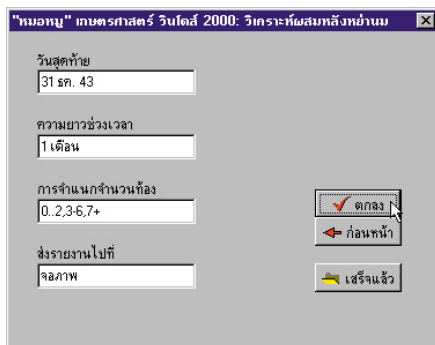 "หมอหมู" เกษตรศาสตร์ วินโดส์ 2000: วิเคราะห์ผสมหลังหย่านม
วันสุดท้าย
31 ธค. 43
ความยาวช่วงเวลา
1 เดือน
การจำแนกจำนวนท้อง
0..2,3-6,7+
ส่งรายงานไปที่
จอภาพ
ตกลง
ก่อนหน้า
เสร็จแล้ว